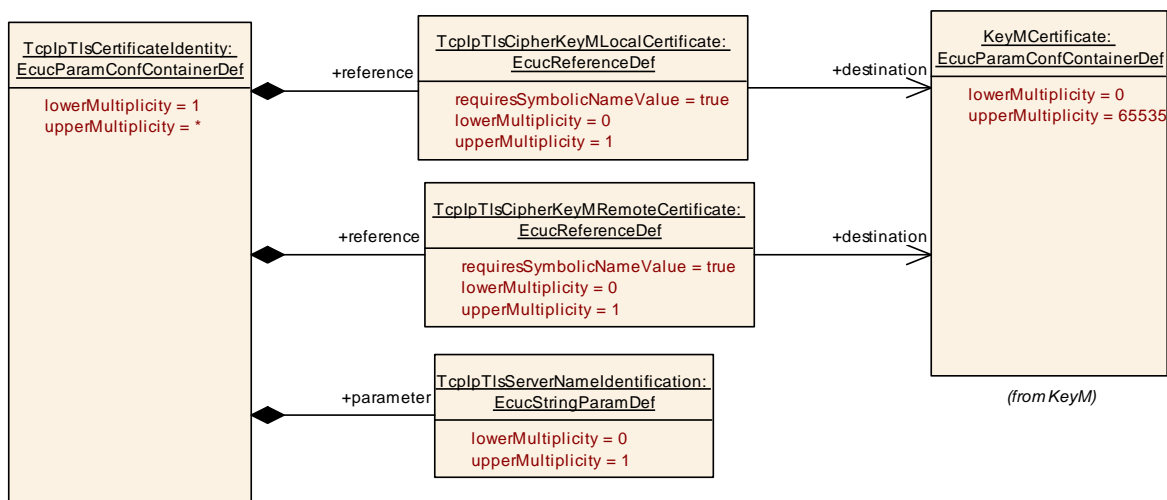 TcpIpTlsCertificateIdentity:
EcucParamConfContainerDef
lowerMultiplicity = 1
upperMultiplicity = *
+reference
TcpIpTlsCipherKeyMLocalCertificate:
EcucReferenceDef
requiresSymbolicNameValue = true
lowerMultiplicity = 0
upperMultiplicity = 1
+destination
KeyMCertificate:
EcucParamConfContainerDef
lowerMultiplicity = 0
upperMultiplicity = 65535
+reference
TcpIpTlsCipherKeyMRemoteCertificate:
EcucReferenceDef
requiresSymbolicNameValue = true
lowerMultiplicity = 0
upperMultiplicity = 1
+destination
+parameter
TcpIpTlsServerNameIdentification:
EcucStringParamDef
lowerMultiplicity = 0
upperMultiplicity = 1
(from KeyM)